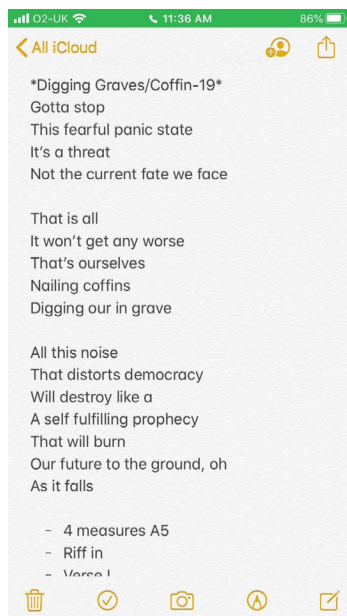 O2-UK 11:36 AM 86%
All iCloud
*Digging Graves/Coffin-19*
Gotta stop
This fearful panic state
It's a threat
Not the current fate we face
That is all
It won't get any worse
That's ourselves
Nailing coffins
Digging our in grave
All this noise
That distorts democracy
Will destroy like a
A self fulfilling prophecy
That will burn
Our future to the ground, oh
As it falls
- 4 measures A5
- Riff in
- Verse I